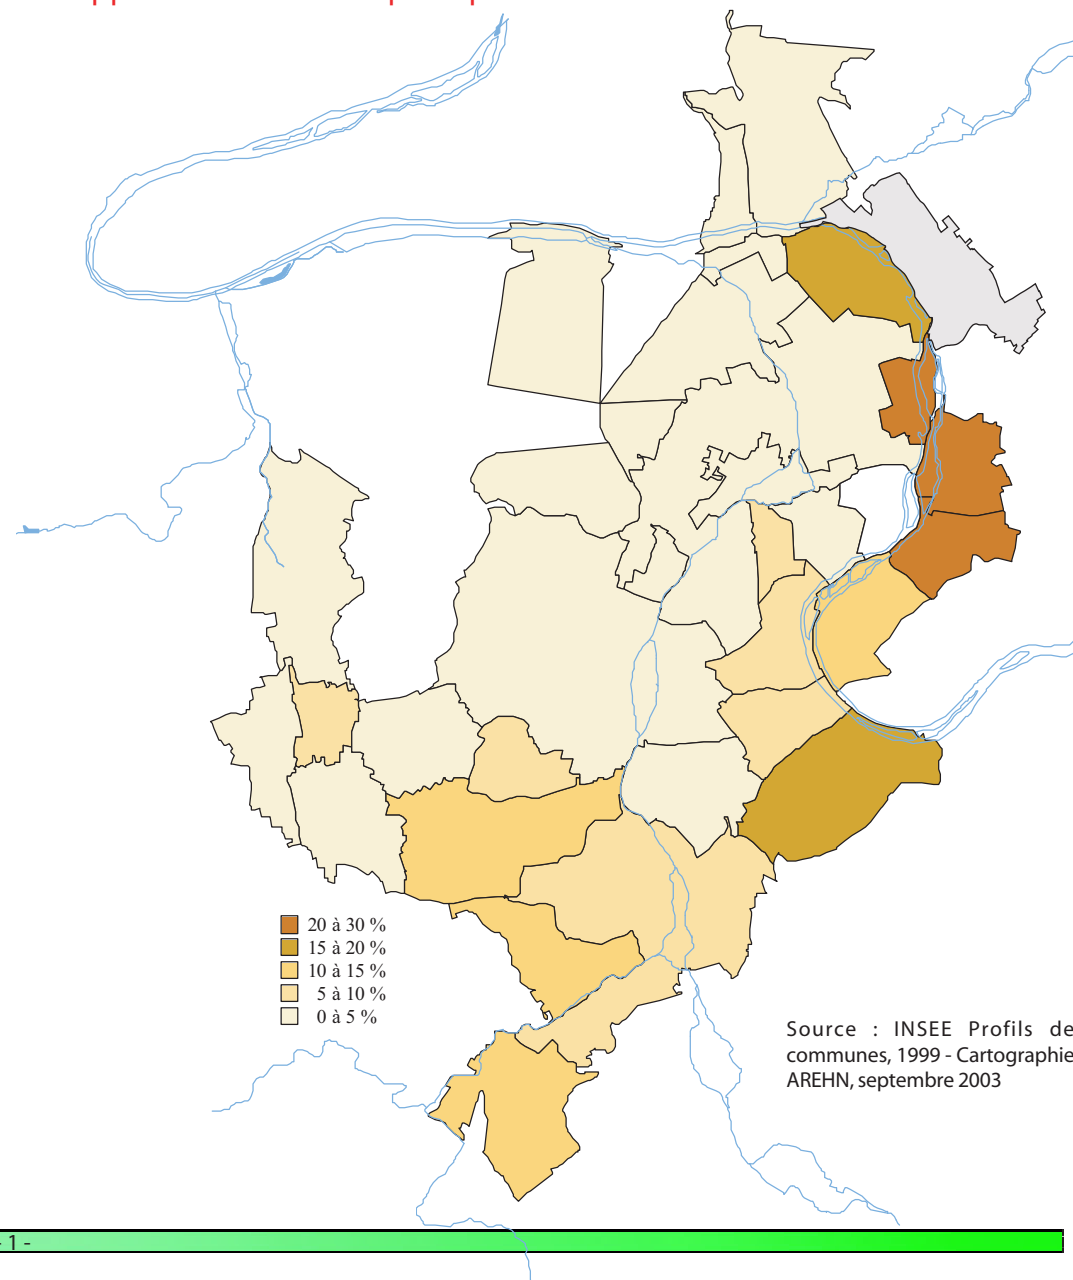 20 à 30 %
15 à 20 %
10 à 15 %
5 à 10 %
0 à 5 %
Source : INSEE Profils de
communes, 1999 - Cartographie
AREHN, septembre 2003
1 -